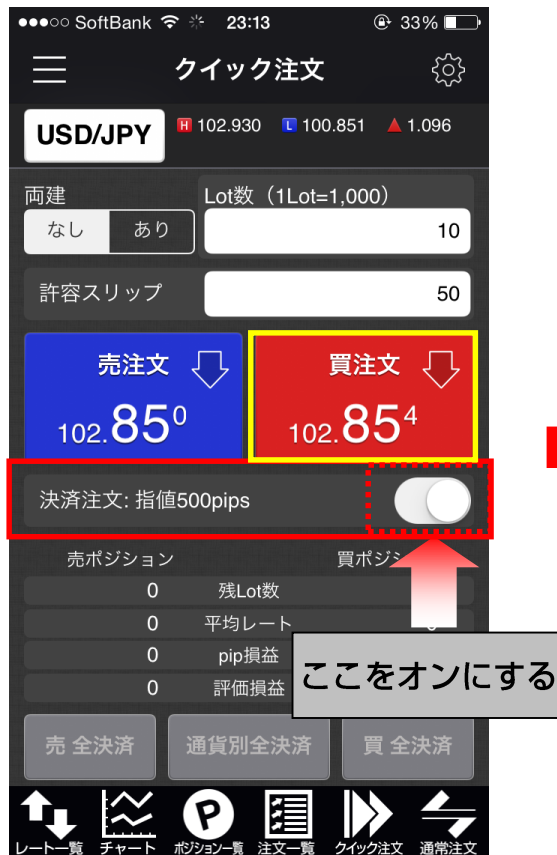 SoftBank 23:13 33%
クイック注文
USD/JPY H 102.930 L 100.851 1.096
両建 Lot数（1Lot=1,000）
なし あり 10
許容スリップ 50
売注文 買注文
102.85⁰ 102.85⁴
決済注文: 指値500pips
売ポジション 買ポジシ
0 残Lot数
0 平均レート
0 pip損益
0 評価損益
ここをオンにする
売 全決済 通貨別全決済 買 全決済
P
レート一覧 チャート ポジション一覧 注文一覧 クイック注文 通常注文